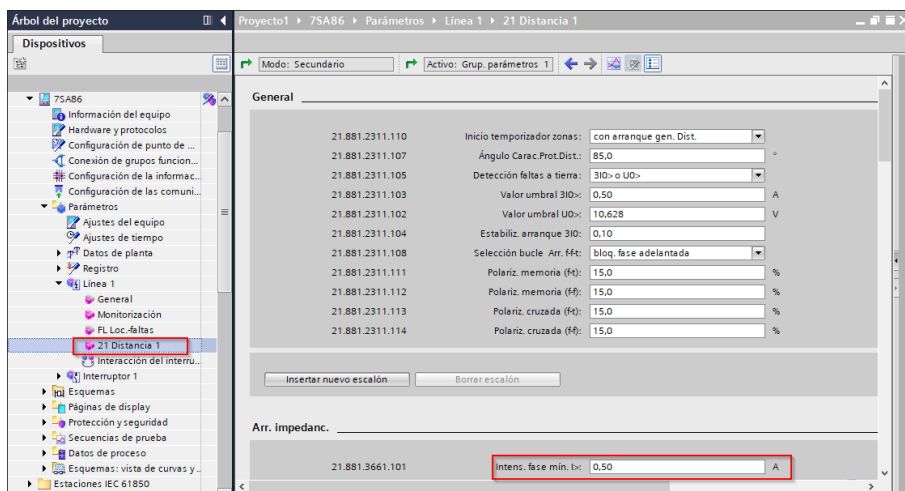 Árbol del proyecto
Proyecto1 ▸ 7SA86 ▸ Parámetros ▸ Línea 1 ▸ 21 Distancia 1
Dispositivos
Modo: Secundario
Activo: Grup. parámetros 1
7SA86
Información del equipo
Hardware y protocolos
Configuración de punto de ...
Conexión de grupos funcion...
Configuración de la informac..
Configuración de las comuni..
Parámetros
Ajustes del equipo
Ajustes de tiempo
Datos de planta
Registro
Línea 1
General
Monitorización
FL Loc.-faltas
21 Distancia 1
Interacción del interru..
Interruptor 1
Esquemas
Páginas de display
Protección y seguridad
Secuencias de prueba
Datos de proceso
Esquemas: vista de curvas y..
Estaciones IEC 61850
General
21.881.2311.110 Inicio temporizador zonas: con arranque gen. Dist.
21.881.2311.107 Ángulo Carac.Prot.Dist.: 85,0 °
21.881.2311.105 Detección faltas a tierra: 3I0> o U0>
21.881.2311.103 Valor umbral 3I0>: 0,50 A
21.881.2311.102 Valor umbral U0>: 10,628 V
21.881.2311.104 Estabiliz. arranque 3I0: 0,10
21.881.2311.108 Selección bucle Arr. f-f-t: bloq. fase adelantada
21.881.2311.111 Polariz. memoria (f-t): 15,0 %
21.881.2311.112 Polariz. memoria (f-f): 15,0 %
21.881.2311.113 Polariz. cruzada (f-t): 15,0 %
21.881.2311.114 Polariz. cruzada (f-f): 15,0 %
Insertar nuevo escalón
Borrar escalón
Arr. impedanc.
21.881.3661.101 Intens. fase mín. I>: 0,50 A